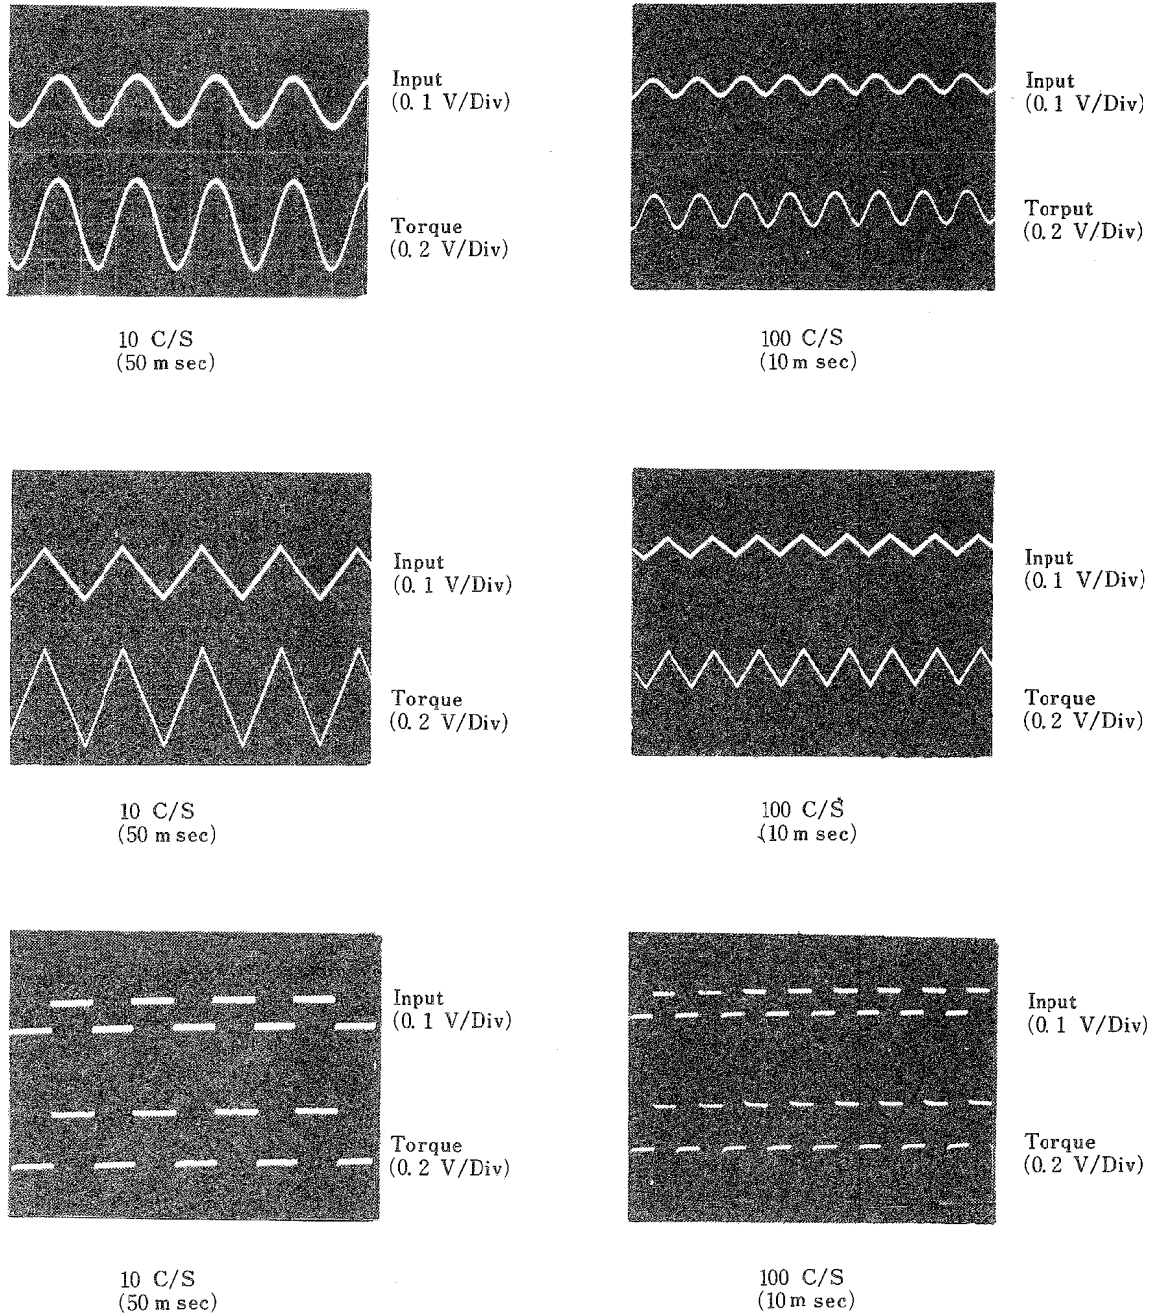 Input
(0.1 V/Div)
Torque
(0.2 V/Div)
10 C/S
(50 m sec)
Input
(0.1 V/Div)
Torput
(0.2 V/Div)
100 C/S
(10 m sec)
Input
(0.1 V/Div)
Torque
(0.2 V/Div)
10 C/S
(50 m sec)
Input
(0.1 V/Div)
Torque
(0.2 V/Div)
100 C/S
(10 m sec)
Input
(0.1 V/Div)
Torque
(0.2 V/Div)
10 C/S
(50 m sec)
Input
(0.1 V/Div)
Torque
(0.2 V/Div)
100 C/S
(10 m sec)